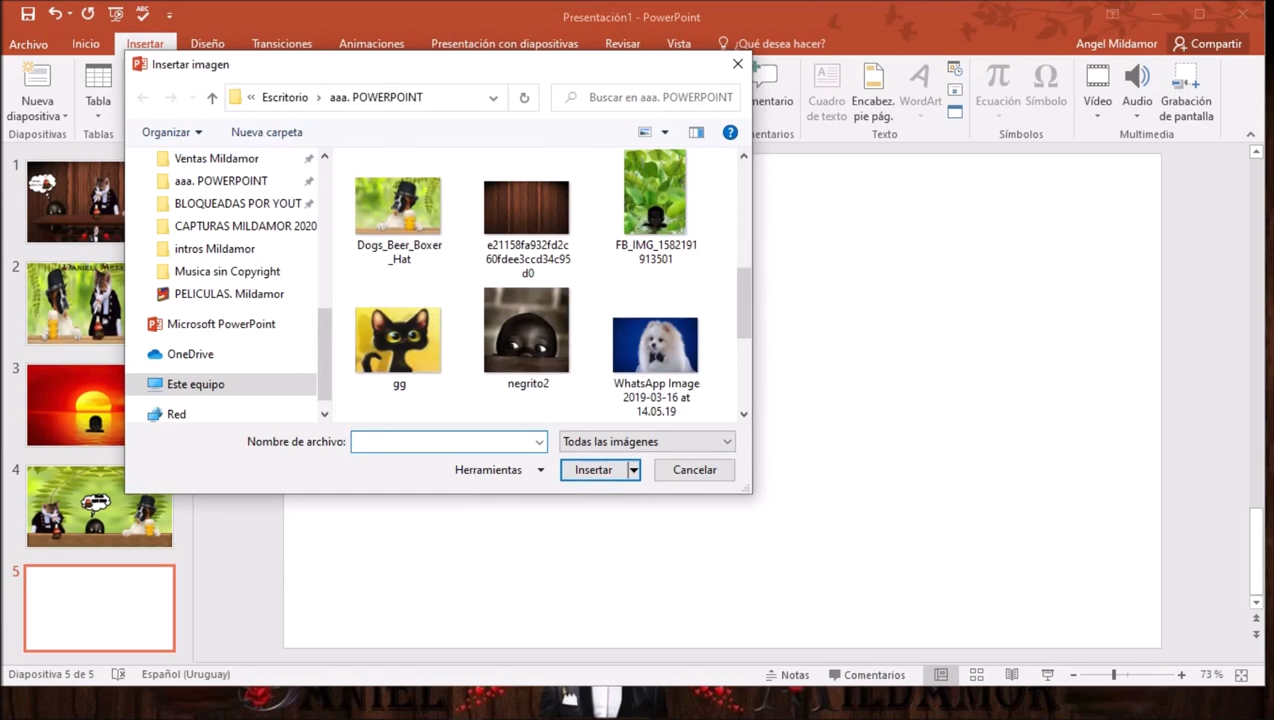 Presentación1 - PowerPoint
Archivo Inicio Insertar Diseño Transiciones Animaciones Presentación con diapositivas Revisar Vista ¿Qué desea hacer? Angel Mildamor Compartir
Insertar imagen
Escritorio aaa. POWERPOINT Buscar en aaa. POWERPOINT
Organizar Nueva carpeta
Nueva
diapositiva
Tabla
Diapositivas
Tablas
mentario
Cuadro
de texto
Encabez.
pie pág.
WordArt
Ecuación
Símbolo
Vídeo
Audio
Grabación
de pantalla
entarios
Texto
Símbolos
Multimedia
Ventas Mildamor
aaa. POWERPOINT
BLOQUEADAS POR YOUT
CAPTURAS MILDAMOR 2020
intros Mildamor
Musica sin Copyright
PELICULAS. Mildamor
Microsoft PowerPoint
OneDrive
Este equipo
Red
Dogs_Beer_Boxer
_Hat
e21158fa932fd2c
60fdee3ccd34c95
d0
FB_IMG_1582191
913501
gg
negrito2
WhatsApp Image
2019-03-16 at
14.05.19
Nombre de archivo:
Todas las imágenes
Herramientas
Insertar
Cancelar
1
2
3
4
5
Diapositiva 5 de 5 Español (Uruguay) Notas Comentarios 73 %